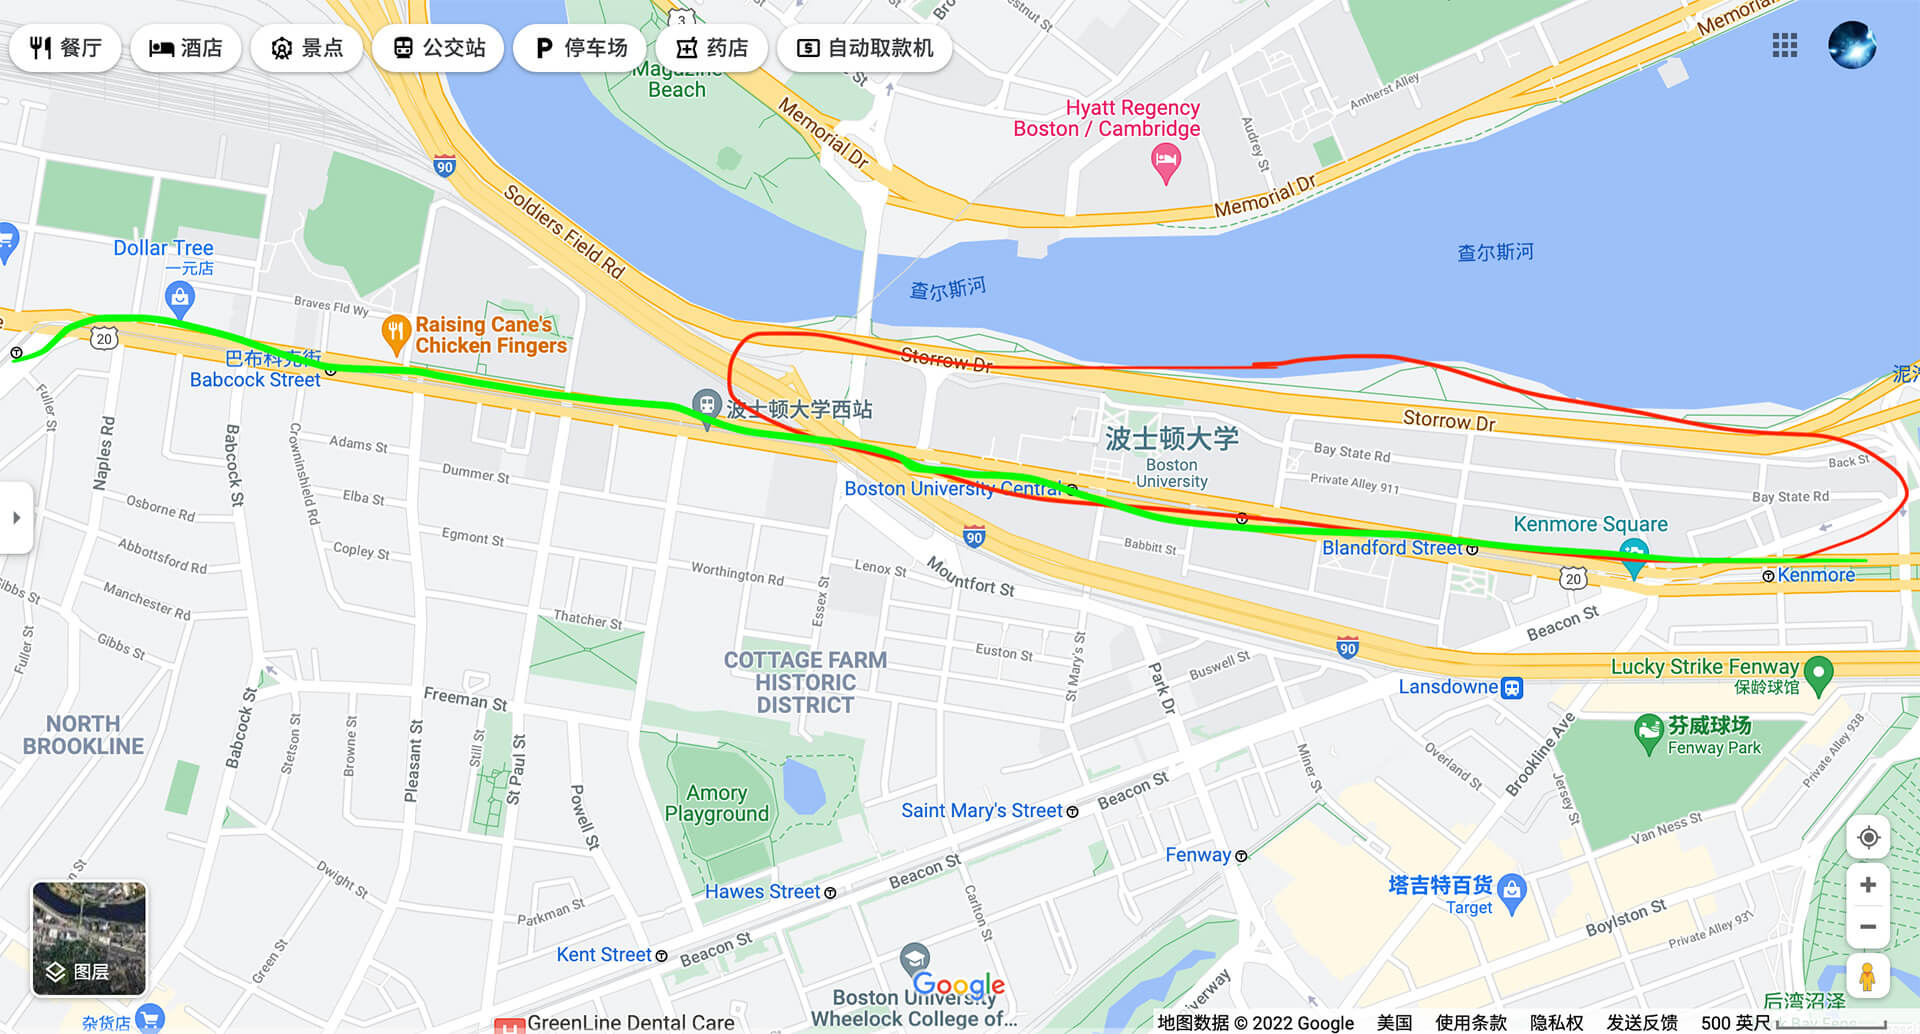 餐厅
酒店
景点
公交站
停车场
药店
自动取款机
3
Chestnut St
Memorial
Magazine
Beach
Memorial Dr
Hyatt Regency
Boston / Cambridge
Amherst Alley
Audrey St
Memorial Dr
90
Soldiers Field Rd
查尔斯河
查尔斯河
Dollar Tree
一元店
Braves Fld Wy
Raising Cane's
Chicken Fingers
20
巴布科克街
Babcock Street
Storrow Dr
波士顿大学西站
波士顿大学
Boston
University
Storrow Dr
Bay State Rd
Private Alley 911
Back St
Bay State Rd
Boston University Central
Kenmore Square
Blandford Street
20
Kenmore
Fuller St
Naples Rd
Babcock St
Crowninshield Rd
Adams St
Dummer St
Elba St
Osborne Rd
Egmont St
Copley St
Abbottsford Rd
Manchester Rd
Gibbs St
Gibbs St
Fuller St
Worthington Rd
Lenox St
Essex St
Mountfort St
90
Babbitt St
Beacon St
90
Thatcher St
COTTAGE FARM
HISTORIC
DISTRICT
Euston St
St Mary's St
Park Dr
Buswell St
Lansdowne
Lucky Strike Fenway
保龄球馆
芬威球场
Fenway Park
Private Alley 938
NORTH
BROOKLINE
Freeman St
Babcock St
Stetson St
Browne St
Pleasant St
Still St
St Paul St
Powell St
Amory
Playground
Saint Mary's Street
Beacon St
Miner St
Overland St
Brookline Ave
Jersey St
Van Ness St
Fenway
Hawes Street
Beacon St
Carlton St
塔吉特百货
Target
Boylston St
Private Alley 931
Dwight St
Parkman St
Green St
Kent Street
Beacon St
图层
Google
Boston University
Wheelock College of...
杂货店
GreenLine Dental Care
后湾沼泽
地图数据 © 2022 Google
美国
使用条款
隐私权
发送反馈
500 英尺